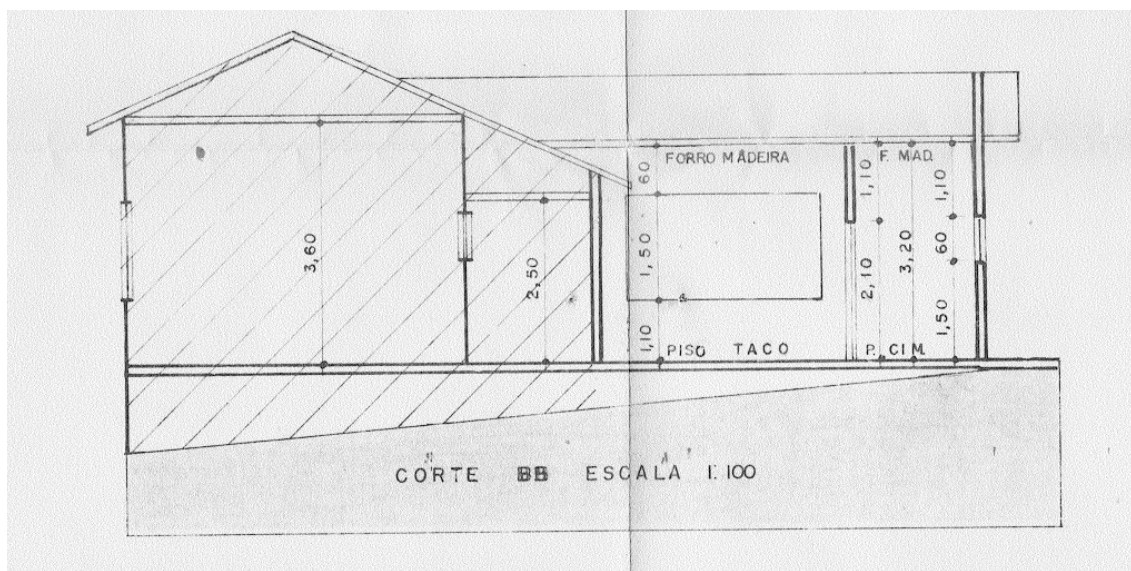 FORRO MADEIRA
F. MAD.
60
1,10
1,10
3,60
2,50
1,50
2,10
3,20
60
1,10
1,50
PISO TACO
P. CIM.
CORTE BB ESCALA 1:100